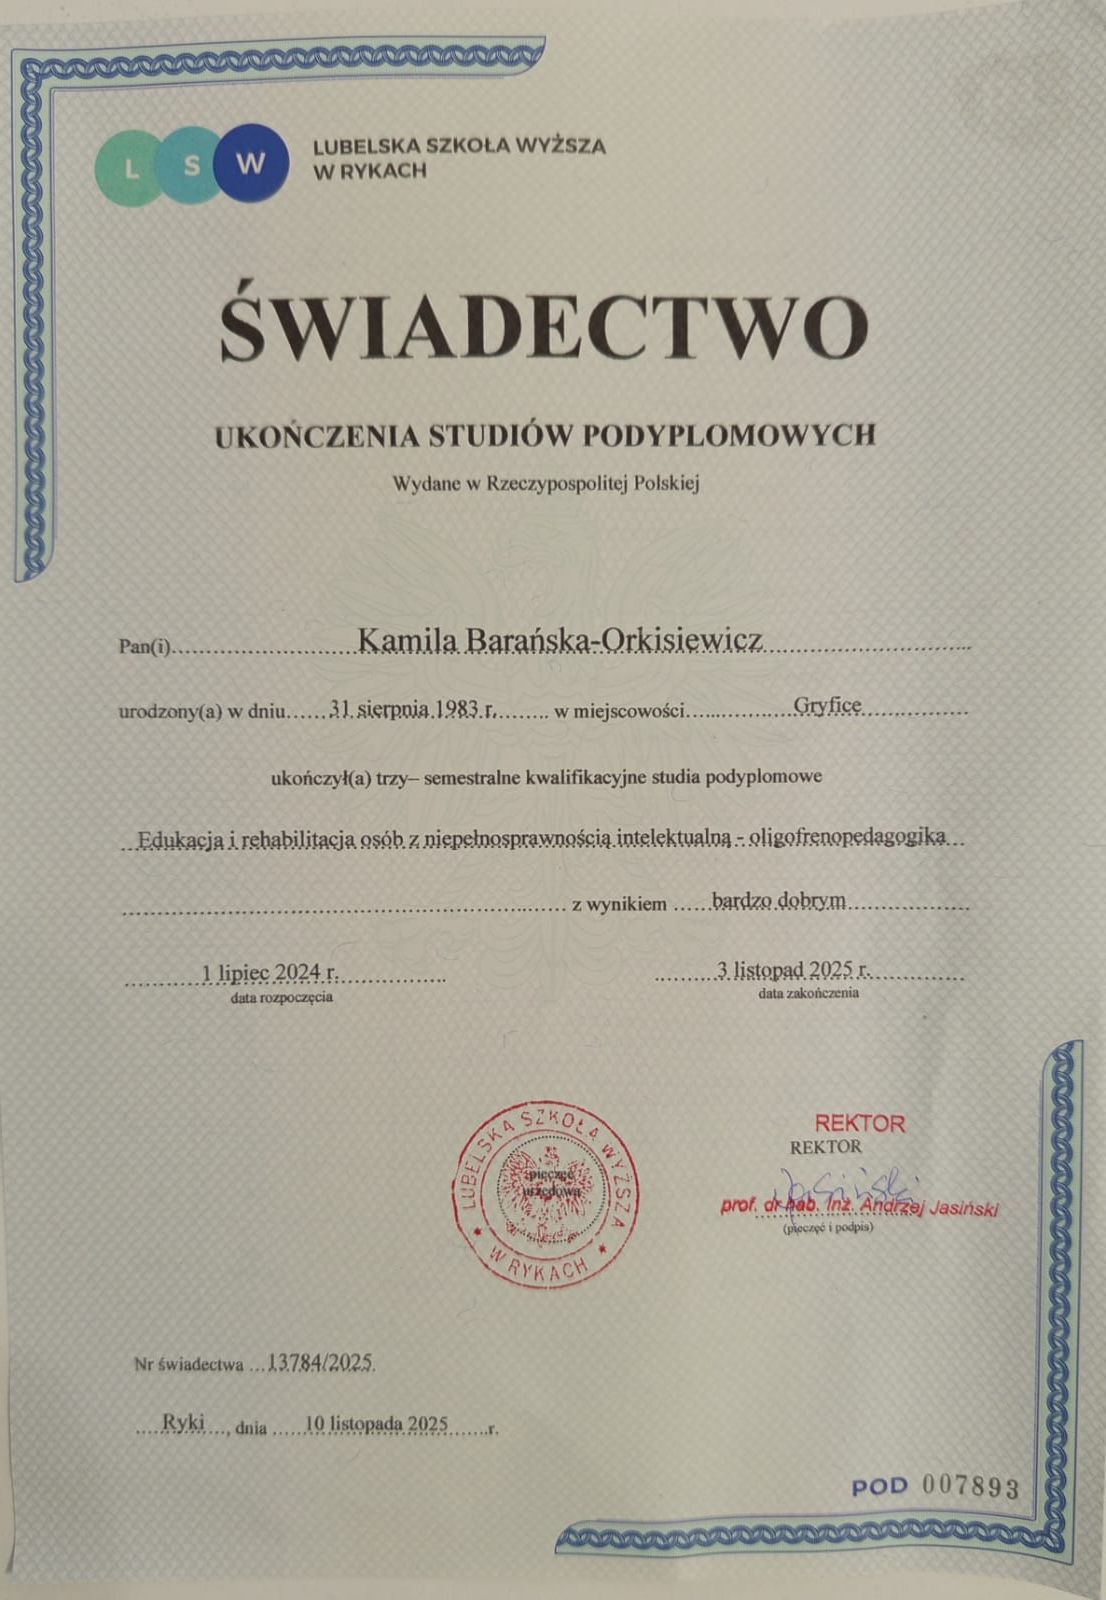 L S W
LUBELSKA SZKOŁA WYŻSZA
W RYKACH
ŚWIADECTWO
UKOŃCZENIA STUDIÓW PODYPLOMOWYCH
Wydane w Rzeczypospolitej Polskiej
Pan(i) Kamila Barańska-Orkisiewicz
urodzony(a) w dniu 31 sierpnia 1983 r. w miejscowości Gryfice
ukończył(a) trzy– semestralne kwalifikacyjne studia podyplomowe
Edukacja i rehabilitacja osób z niepełnosprawnością intelektualną - oligofrenopedagogika
z wynikiem bardzo dobrym
1 lipiec 2024 r. 3 listopad 2025 r.
data rozpoczęcia data zakończenia
LUBELSKA SZKOŁA WYŻSZA
W RYKACH
pieczęć
urzędowa
REKTOR
REKTOR
prof. dr hab. inż. Andrzej Jasiński
(pieczęć i podpis)
Nr świadectwa 13784/2025.
Ryki, dnia 10 listopada 2025 r.
POD 007893